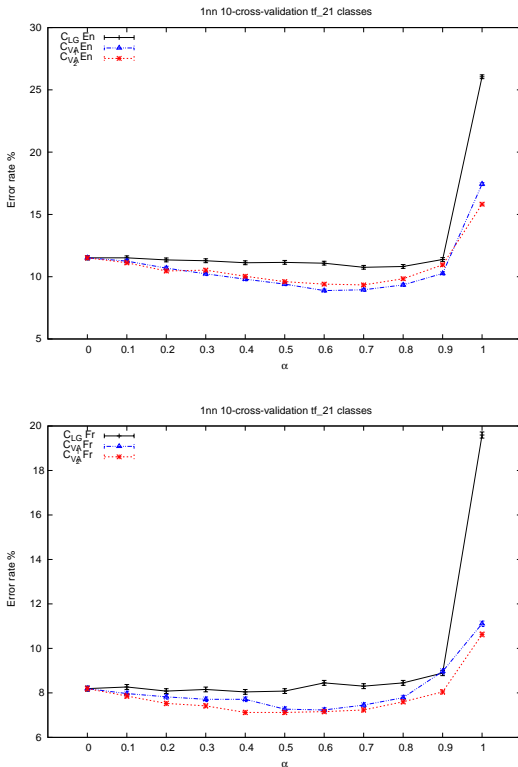 1nn 10-cross-validation tf_21 classes
C_LG En
C_VA1 En
C_VA2 En
30
25
20
15
10
5
Error rate %
0 0.1 0.2 0.3 0.4 0.5 0.6 0.7 0.8 0.9 1
α
1nn 10-cross-validation tf_21 classes
C_LG Fr
C_VA1 Fr
C_VA2 Fr
20
18
16
14
12
10
8
6
Error rate %
0 0.1 0.2 0.3 0.4 0.5 0.6 0.7 0.8 0.9 1
α